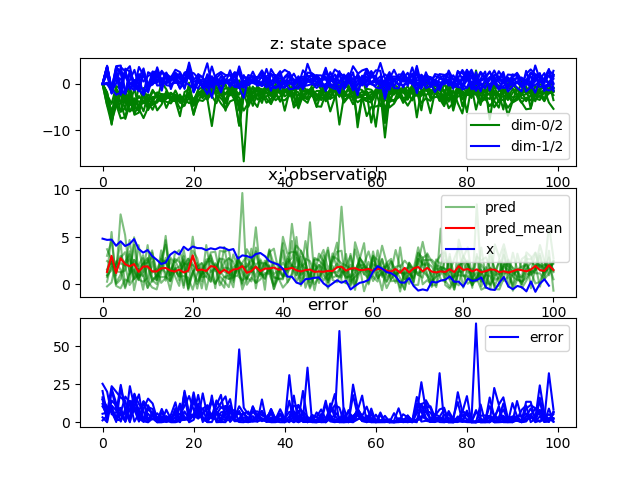 z: state space
0
−10
dim-0/2
dim-1/2
0 20 40 60 80 100
x: observation
10
5
0
pred
pred_mean
x
0 20 40 60 80 100
error
50
25
0
error
0 20 40 60 80 100